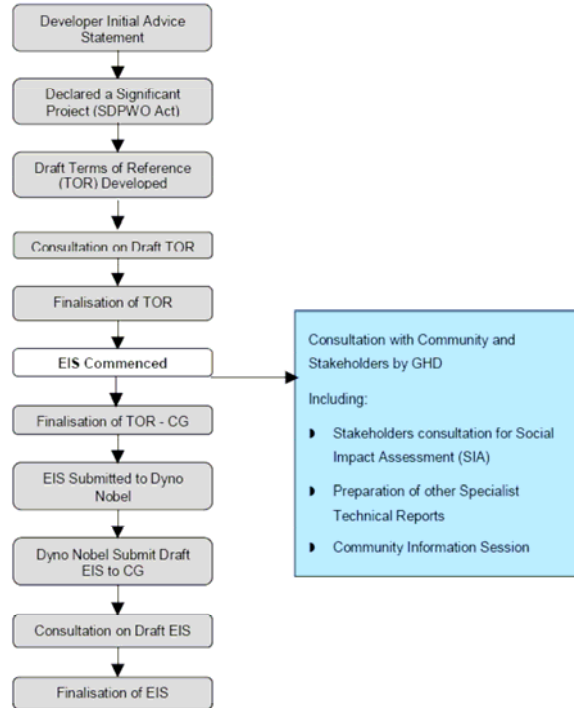 Developer Initial Advice
Statement
Declared a Significant
Project (SDPWO Act)
Draft Terms of Reference
(TOR) Developed
Consultation on Draft TOR
Finalisation of TOR
EIS Commenced
Finalisation of TOR - CG
EIS Submitted to Dyno
Nobel
Dyno Nobel Submit Draft
EIS to CG
Consultation on Draft EIS
Finalisation of EIS
Consultation with Community and
Stakeholders by GHD
Including:
Stakeholders consultation for Social
Impact Assessment (SIA)
Preparation of other Specialist
Technical Reports
Community Information Session